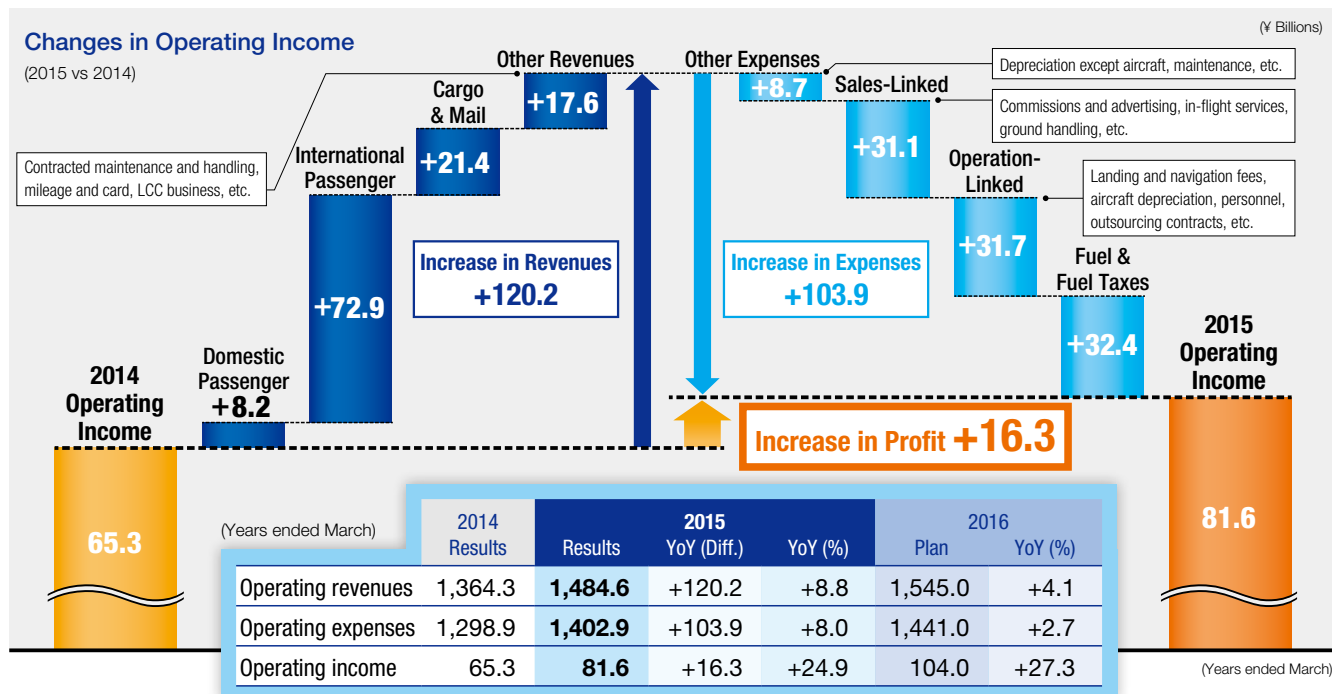 Changes in Operating Income
(2015 vs 2014)
(¥ Billions)
2014
Operating
Income
65.3
Domestic
Passenger
+8.2
International
Passenger
+72.9
Cargo
& Mail
+21.4
Other Revenues
+17.6
Contracted maintenance and handling,
mileage and card, LCC business, etc.
Increase in Revenues
+120.2
Other Expenses
+8.7
Depreciation except aircraft, maintenance, etc.
Sales-Linked
+31.1
Commissions and advertising, in-flight services,
ground handling, etc.
Operation-
Linked
+31.7
Landing and navigation fees,
aircraft depreciation, personnel,
outsourcing contracts, etc.
Fuel &
Fuel Taxes
+32.4
Increase in Expenses
+103.9
Increase in Profit +16.3
2015
Operating
Income
81.6
(Years ended March)
2014 2015 2016
Results Results YoY (Diff.) YoY (%) Plan YoY (%)
Operating revenues 1,364.3 1,484.6 +120.2 +8.8 1,545.0 +4.1
Operating expenses 1,298.9 1,402.9 +103.9 +8.0 1,441.0 +2.7
Operating income 65.3 81.6 +16.3 +24.9 104.0 +27.3
(Years ended March)